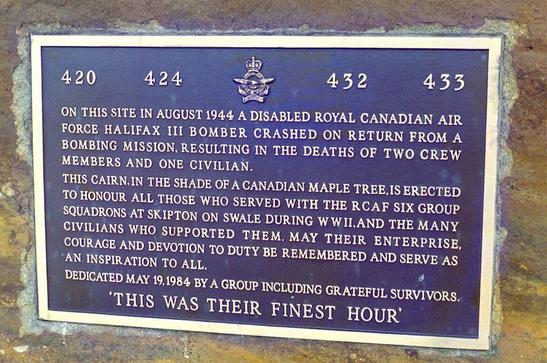 420 424 432 433
ON THIS SITE IN AUGUST 1944 A DISABLED ROYAL CANADIAN AIR
FORCE HALIFAX III BOMBER CRASHED ON RETURN FROM A
BOMBING MISSION, RESULTING IN THE DEATHS OF TWO CREW
MEMBERS AND ONE CIVILIAN.
THIS CAIRN, IN THE SHADE OF A CANADIAN MAPLE TREE, IS ERECTED
TO HONOUR ALL THOSE WHO SERVED WITH THE RCAF SIX GROUP
SQUADRONS AT SKIPTON ON SWALE DURING WWII, AND THE MANY
CIVILIANS WHO SUPPORTED THEM. MAY THEIR ENTERPRISE,
COURAGE AND DEVOTION TO DUTY BE REMEMBERED AND SERVE AS
AN INSPIRATION TO ALL.
DEDICATED MAY 19, 1984 BY A GROUP INCLUDING GRATEFUL SURVIVORS.
'THIS WAS THEIR FINEST HOUR'